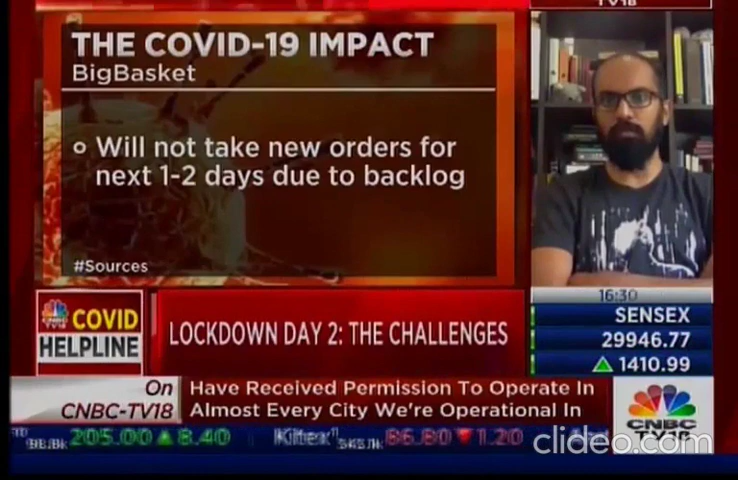 TV18
THE COVID-19 IMPACT
BigBasket
Will not take new orders for
next 1-2 days due to backlog
#Sources
16:30
SENSEX
29946.77
1410.99
CNBC
TV18
COVID
HELPLINE
LOCKDOWN DAY 2: THE CHALLENGES
On
CNBC-TV18
Have Received Permission To Operate In
Almost Every City We're Operational In
CNBC
TV18
205.00 8.40 Kitex 86.80 1.20
clideo.com